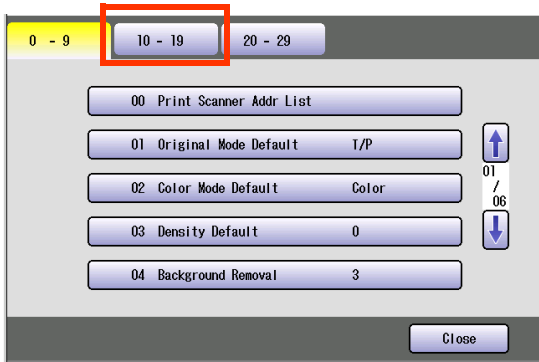 0 - 9 10 - 19 20 - 29
00 Print Scanner Addr List
01 Original Mode Default T/P
02 Color Mode Default Color
03 Density Default 0
04 Background Removal 3
01
/
06
Close